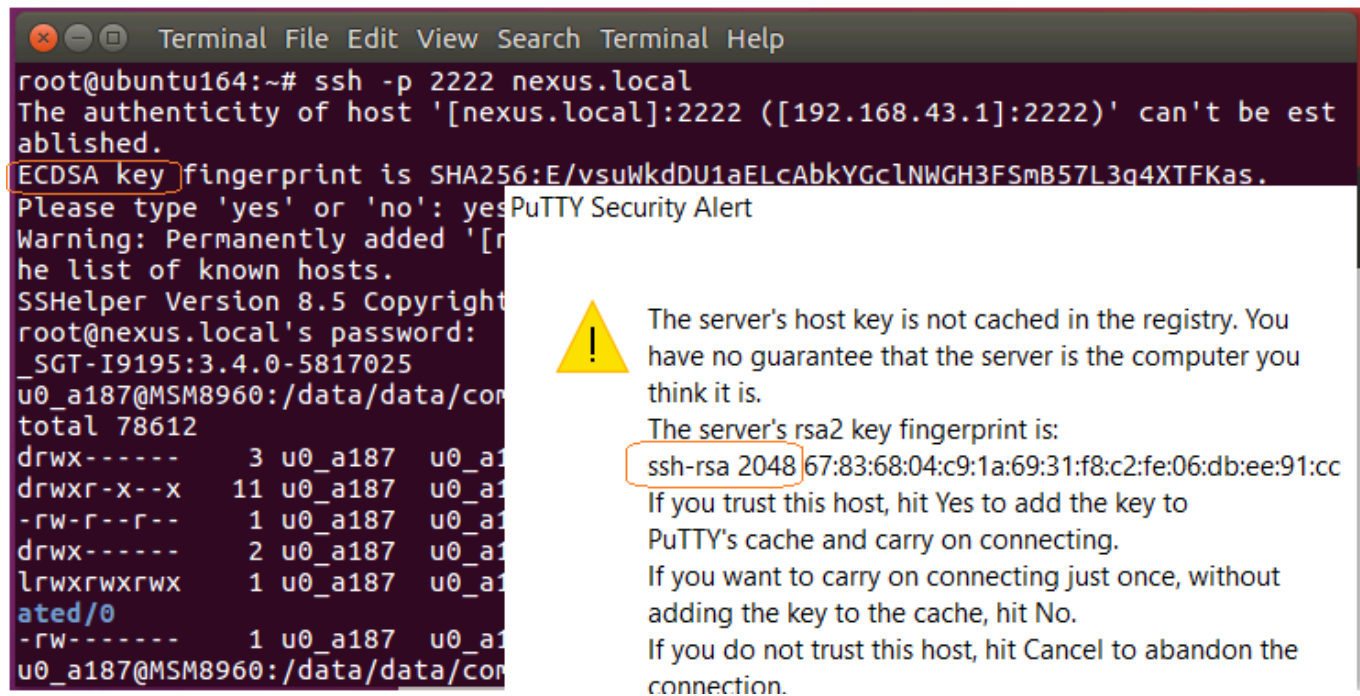 Terminal File Edit View Search Terminal Help
root@ubuntu164:~# ssh -p 2222 nexus.local
The authenticity of host '[nexus.local]:2222 ([192.168.43.1]:2222)' can't be est
ablished.
ECDSA key fingerprint is SHA256:E/vsuWkdDU1aELcAbkYGclNWGH3FSmB57L3q4XTFKas.
Please type 'yes' or 'no': yes
Warning: Permanently added '[n
he list of known hosts.
SSHelper Version 8.5 Copyright
root@nexus.local's password:
_SGT-I9195:3.4.0-5817025
u0_a187@MSM8960:/data/data/com
total 78612
drwx------ 3 u0_a187 u0_a1
drwxr-x--x 11 u0_a187 u0_a1
-rw-r--r-- 1 u0_a187 u0_a1
drwx------ 2 u0_a187 u0_a1
lrwxrwxrwx 1 u0_a187 u0_a1
ated/0
-rw------- 1 u0_a187 u0_a1
u0_a187@MSM8960:/data/data/com
PuTTY Security Alert
The server's host key is not cached in the registry. You
have no guarantee that the server is the computer you
think it is.
The server's rsa2 key fingerprint is:
ssh-rsa 2048 67:83:68:04:c9:1a:69:31:f8:c2:fe:06:db:ee:91:cc
If you trust this host, hit Yes to add the key to
PuTTY's cache and carry on connecting.
If you want to carry on connecting just once, without
adding the key to the cache, hit No.
If you do not trust this host, hit Cancel to abandon the
connection.